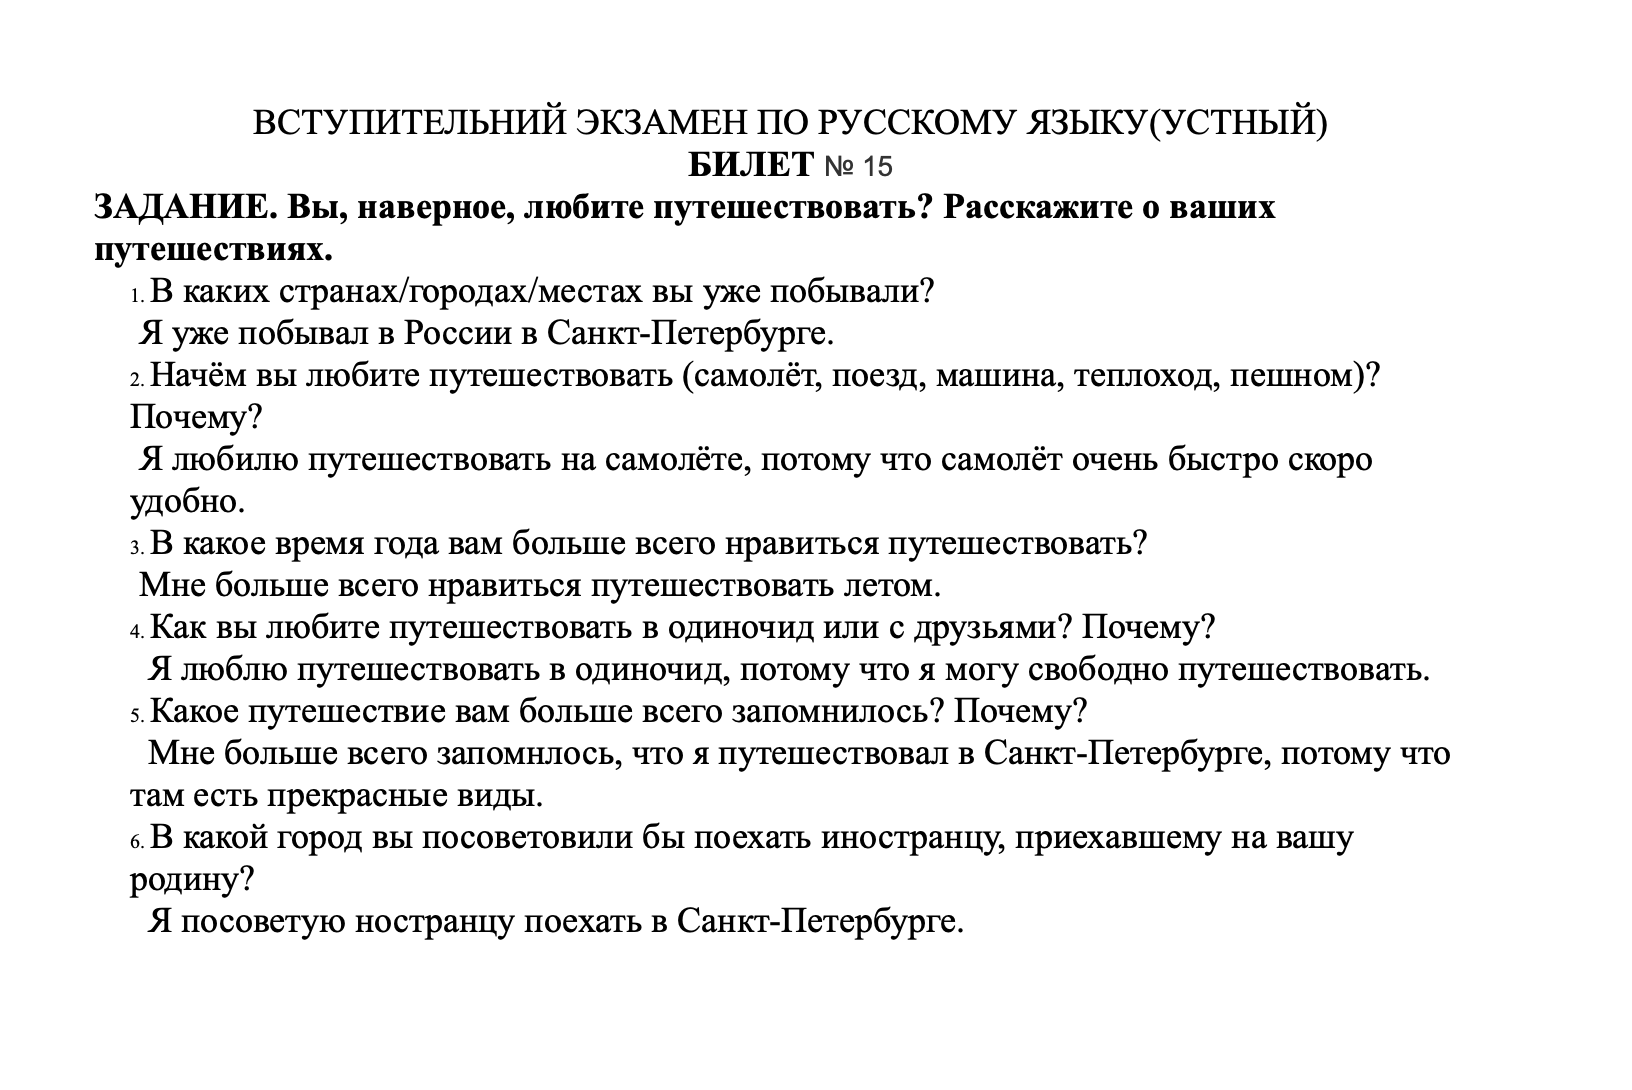 ВСТУПИТЕЛЬНИЙ ЭКЗАМЕН ПО РУССКОМУ ЯЗЫКУ(УСТНЫЙ)
БИЛЕТ № 15
ЗАДАНИЕ. Вы, наверное, любите путешествовать? Расскажите о ваших
путешествиях.
1. В каких странах/городах/местах вы уже побывали?
Я уже побывал в России в Санкт-Петербурге.
2. Начём вы любите путешествовать (самолёт, поезд, машина, теплоход, пешном)?
Почему?
Я любилю путешествовать на самолёте, потому что самолёт очень быстро скоро
удобно.
3. В какое время года вам больше всего нравиться путешествовать?
Мне больше всего нравиться путешествовать летом.
4. Как вы любите путешествовать в одиночид или с друзьями? Почему?
Я люблю путешествовать в одиночид, потому что я могу свободно путешествовать.
5. Какое путешествие вам больше всего запомнилось? Почему?
Мне больше всего запомнлось, что я путешествовал в Санкт-Петербурге, потому что
там есть прекрасные виды.
6. В какой город вы посоветовили бы поехать иностранцу, приехавшему на вашу
родину?
Я посоветую ностранцу поехать в Санкт-Петербурге.